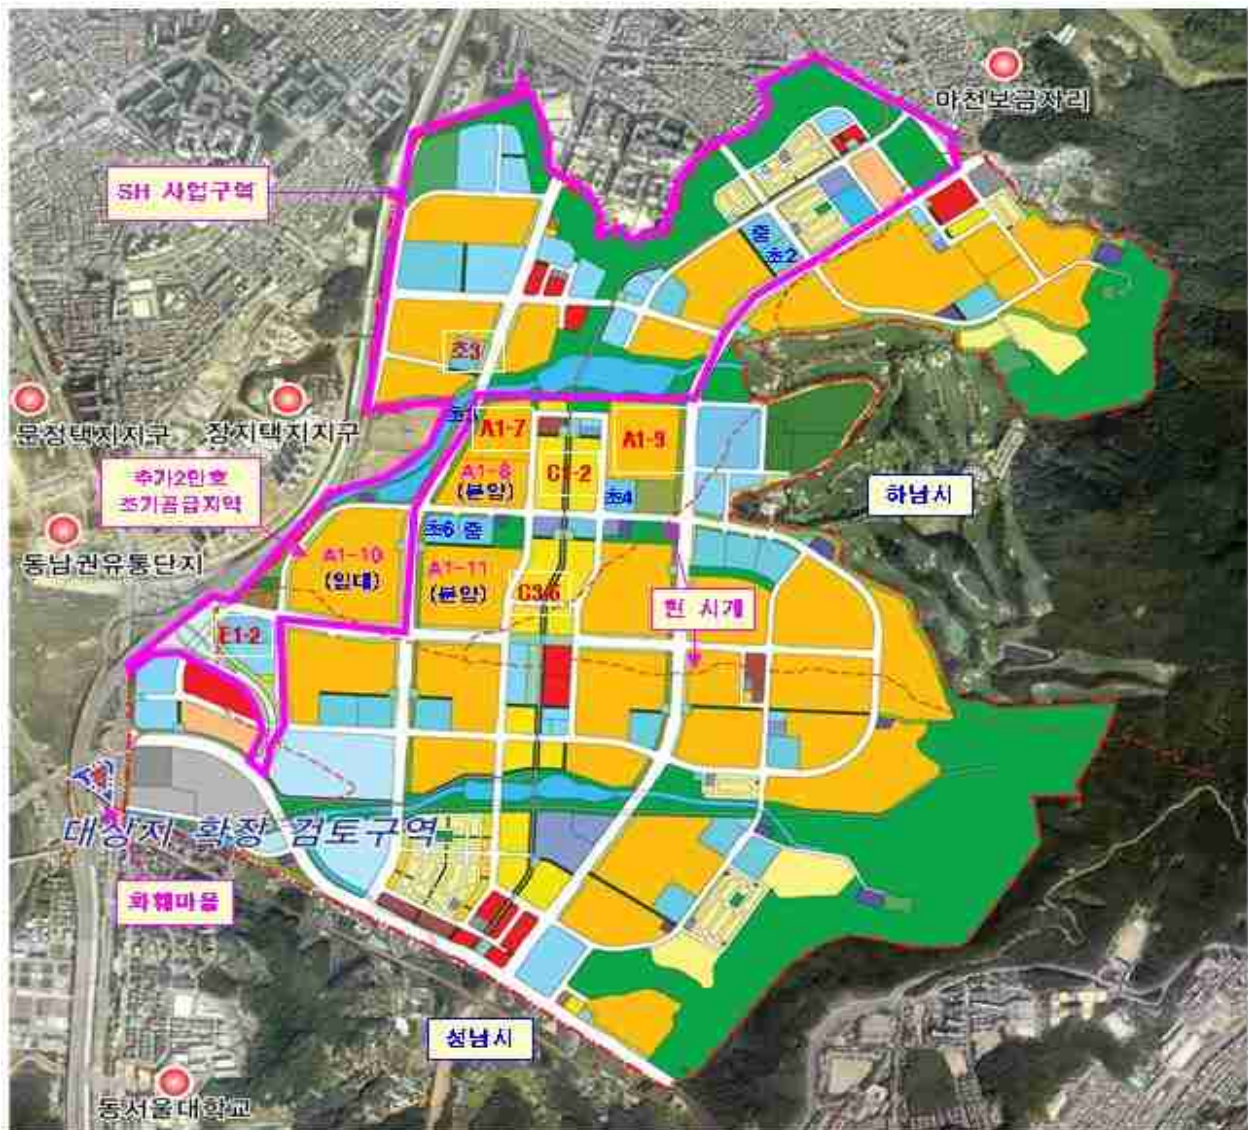 마천보금자리
SH 사업구역
중
초2
초3
문정택지지구
장지택지지구
A1-7
A1-9
추가2만호
초기공급지역
A1-8
(분양)
C1-2
초4
하남시
동남권유통단지
초6 중
A1-10
(임대)
A1-11
(분양)
C3-6
현 시계
E1-2
대상지 확장 검토구역
화훼마을
성남시
동서울대학교